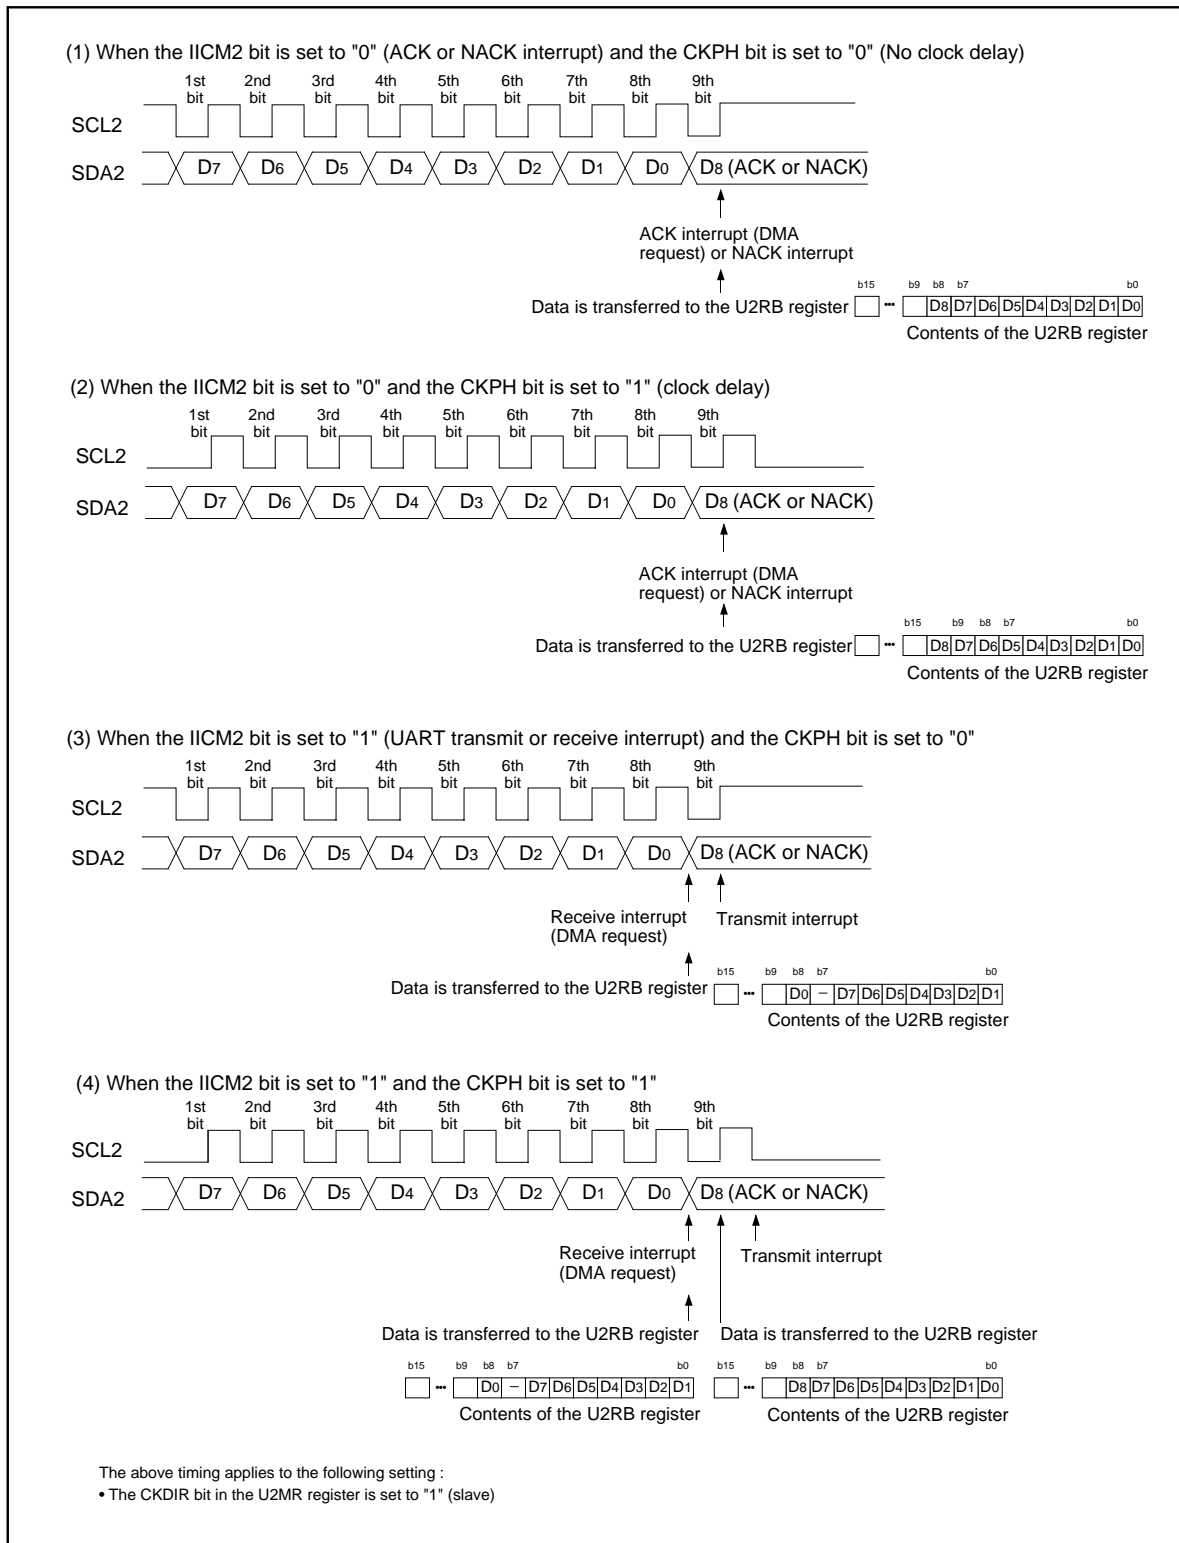 (1) When the IICM2 bit is set to "0" (ACK or NACK interrupt) and the CKPH bit is set to "0" (No clock delay)
1st bit 2nd bit 3rd bit 4th bit 5th bit 6th bit 7th bit 8th bit 9th bit
SCL2
SDA2 D7 D6 D5 D4 D3 D2 D1 D0 D8 (ACK or NACK)
ACK interrupt (DMA
request) or NACK interrupt
b15 b9 b8 b7 b0
Data is transferred to the U2RB register ••• D8 D7 D6 D5 D4 D3 D2 D1 D0
Contents of the U2RB register
(2) When the IICM2 bit is set to "0" and the CKPH bit is set to "1" (clock delay)
1st bit 2nd bit 3rd bit 4th bit 5th bit 6th bit 7th bit 8th bit 9th bit
SCL2
SDA2 D7 D6 D5 D4 D3 D2 D1 D0 D8 (ACK or NACK)
ACK interrupt (DMA
request) or NACK interrupt
b15 b9 b8 b7 b0
Data is transferred to the U2RB register ••• D8 D7 D6 D5 D4 D3 D2 D1 D0
Contents of the U2RB register
(3) When the IICM2 bit is set to "1" (UART transmit or receive interrupt) and the CKPH bit is set to "0"
1st bit 2nd bit 3rd bit 4th bit 5th bit 6th bit 7th bit 8th bit 9th bit
SCL2
SDA2 D7 D6 D5 D4 D3 D2 D1 D0 D8 (ACK or NACK)
Receive interrupt Transmit interrupt
(DMA request)
b15 b9 b8 b7 b0
Data is transferred to the U2RB register ••• D0 – D7 D6 D5 D4 D3 D2 D1
Contents of the U2RB register
(4) When the IICM2 bit is set to "1" and the CKPH bit is set to "1"
1st bit 2nd bit 3rd bit 4th bit 5th bit 6th bit 7th bit 8th bit 9th bit
SCL2
SDA2 D7 D6 D5 D4 D3 D2 D1 D0 D8 (ACK or NACK)
Receive interrupt Transmit interrupt
(DMA request)
Data is transferred to the U2RB register Data is transferred to the U2RB register
b15 b9 b8 b7 b0 b15 b9 b8 b7 b0
••• D0 – D7 D6 D5 D4 D3 D2 D1 ••• D8 D7 D6 D5 D4 D3 D2 D1 D0
Contents of the U2RB register Contents of the U2RB register
The above timing applies to the following setting :
• The CKDIR bit in the U2MR register is set to "1" (slave)